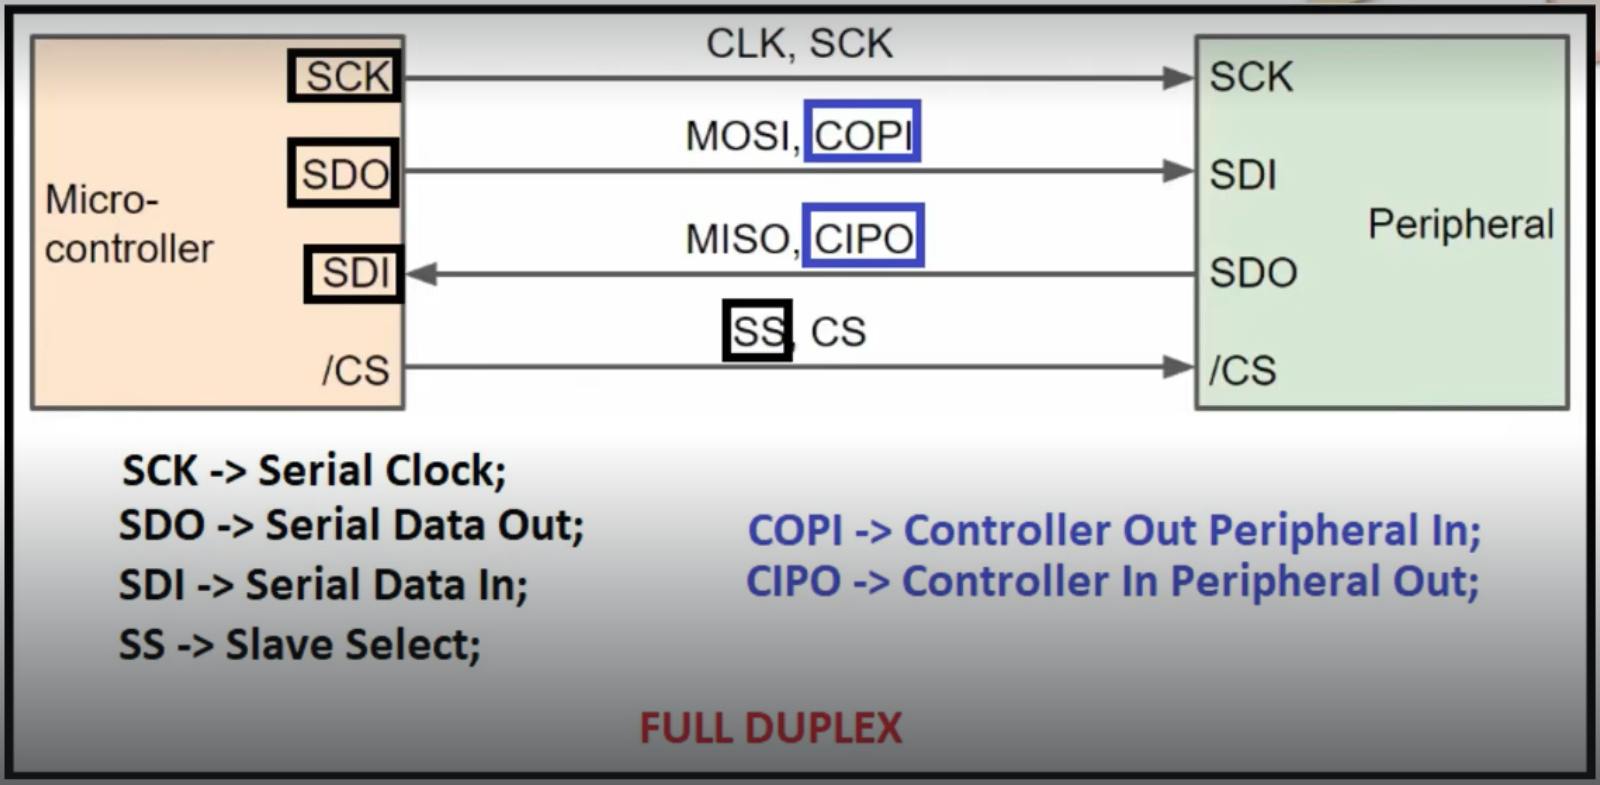 CLK, SCK
SCK
SCK
MOSI, COPI
SDO
SDI
Micro-
controller
MISO, CIPO
Peripheral
SDI
SDO
SS, CS
/CS
/CS
SCK -> Serial Clock;
SDO -> Serial Data Out;
SDI -> Serial Data In;
SS -> Slave Select;
COPI -> Controller Out Peripheral In;
CIPO -> Controller In Peripheral Out;
FULL DUPLEX